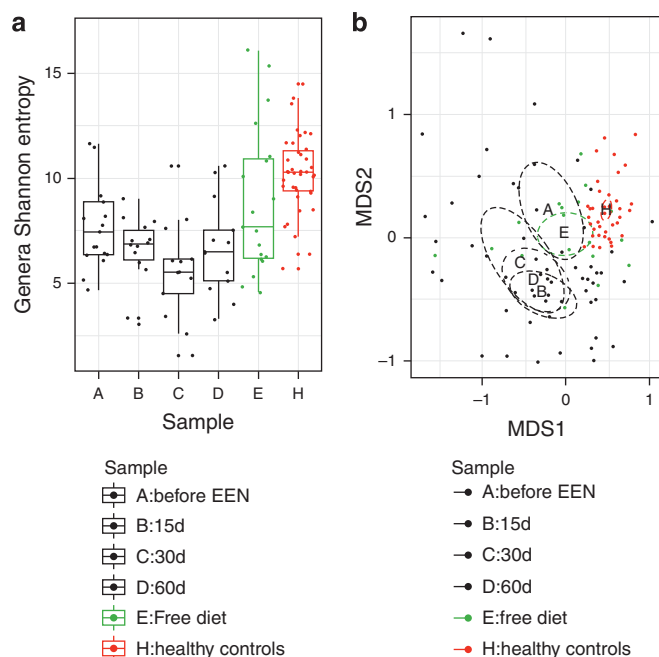 a
Genera Shannon entropy
15
10
5
A B C D E H
Sample
Sample
A:before EEN
B:15d
C:30d
D:60d
E:Free diet
H:healthy controls
b
MDS2
1
0
−1
A
H
E
C
D
B
−1 0 1
MDS1
Sample
A:before EEN
B:15d
C:30d
D:60d
E:free diet
H:healthy controls